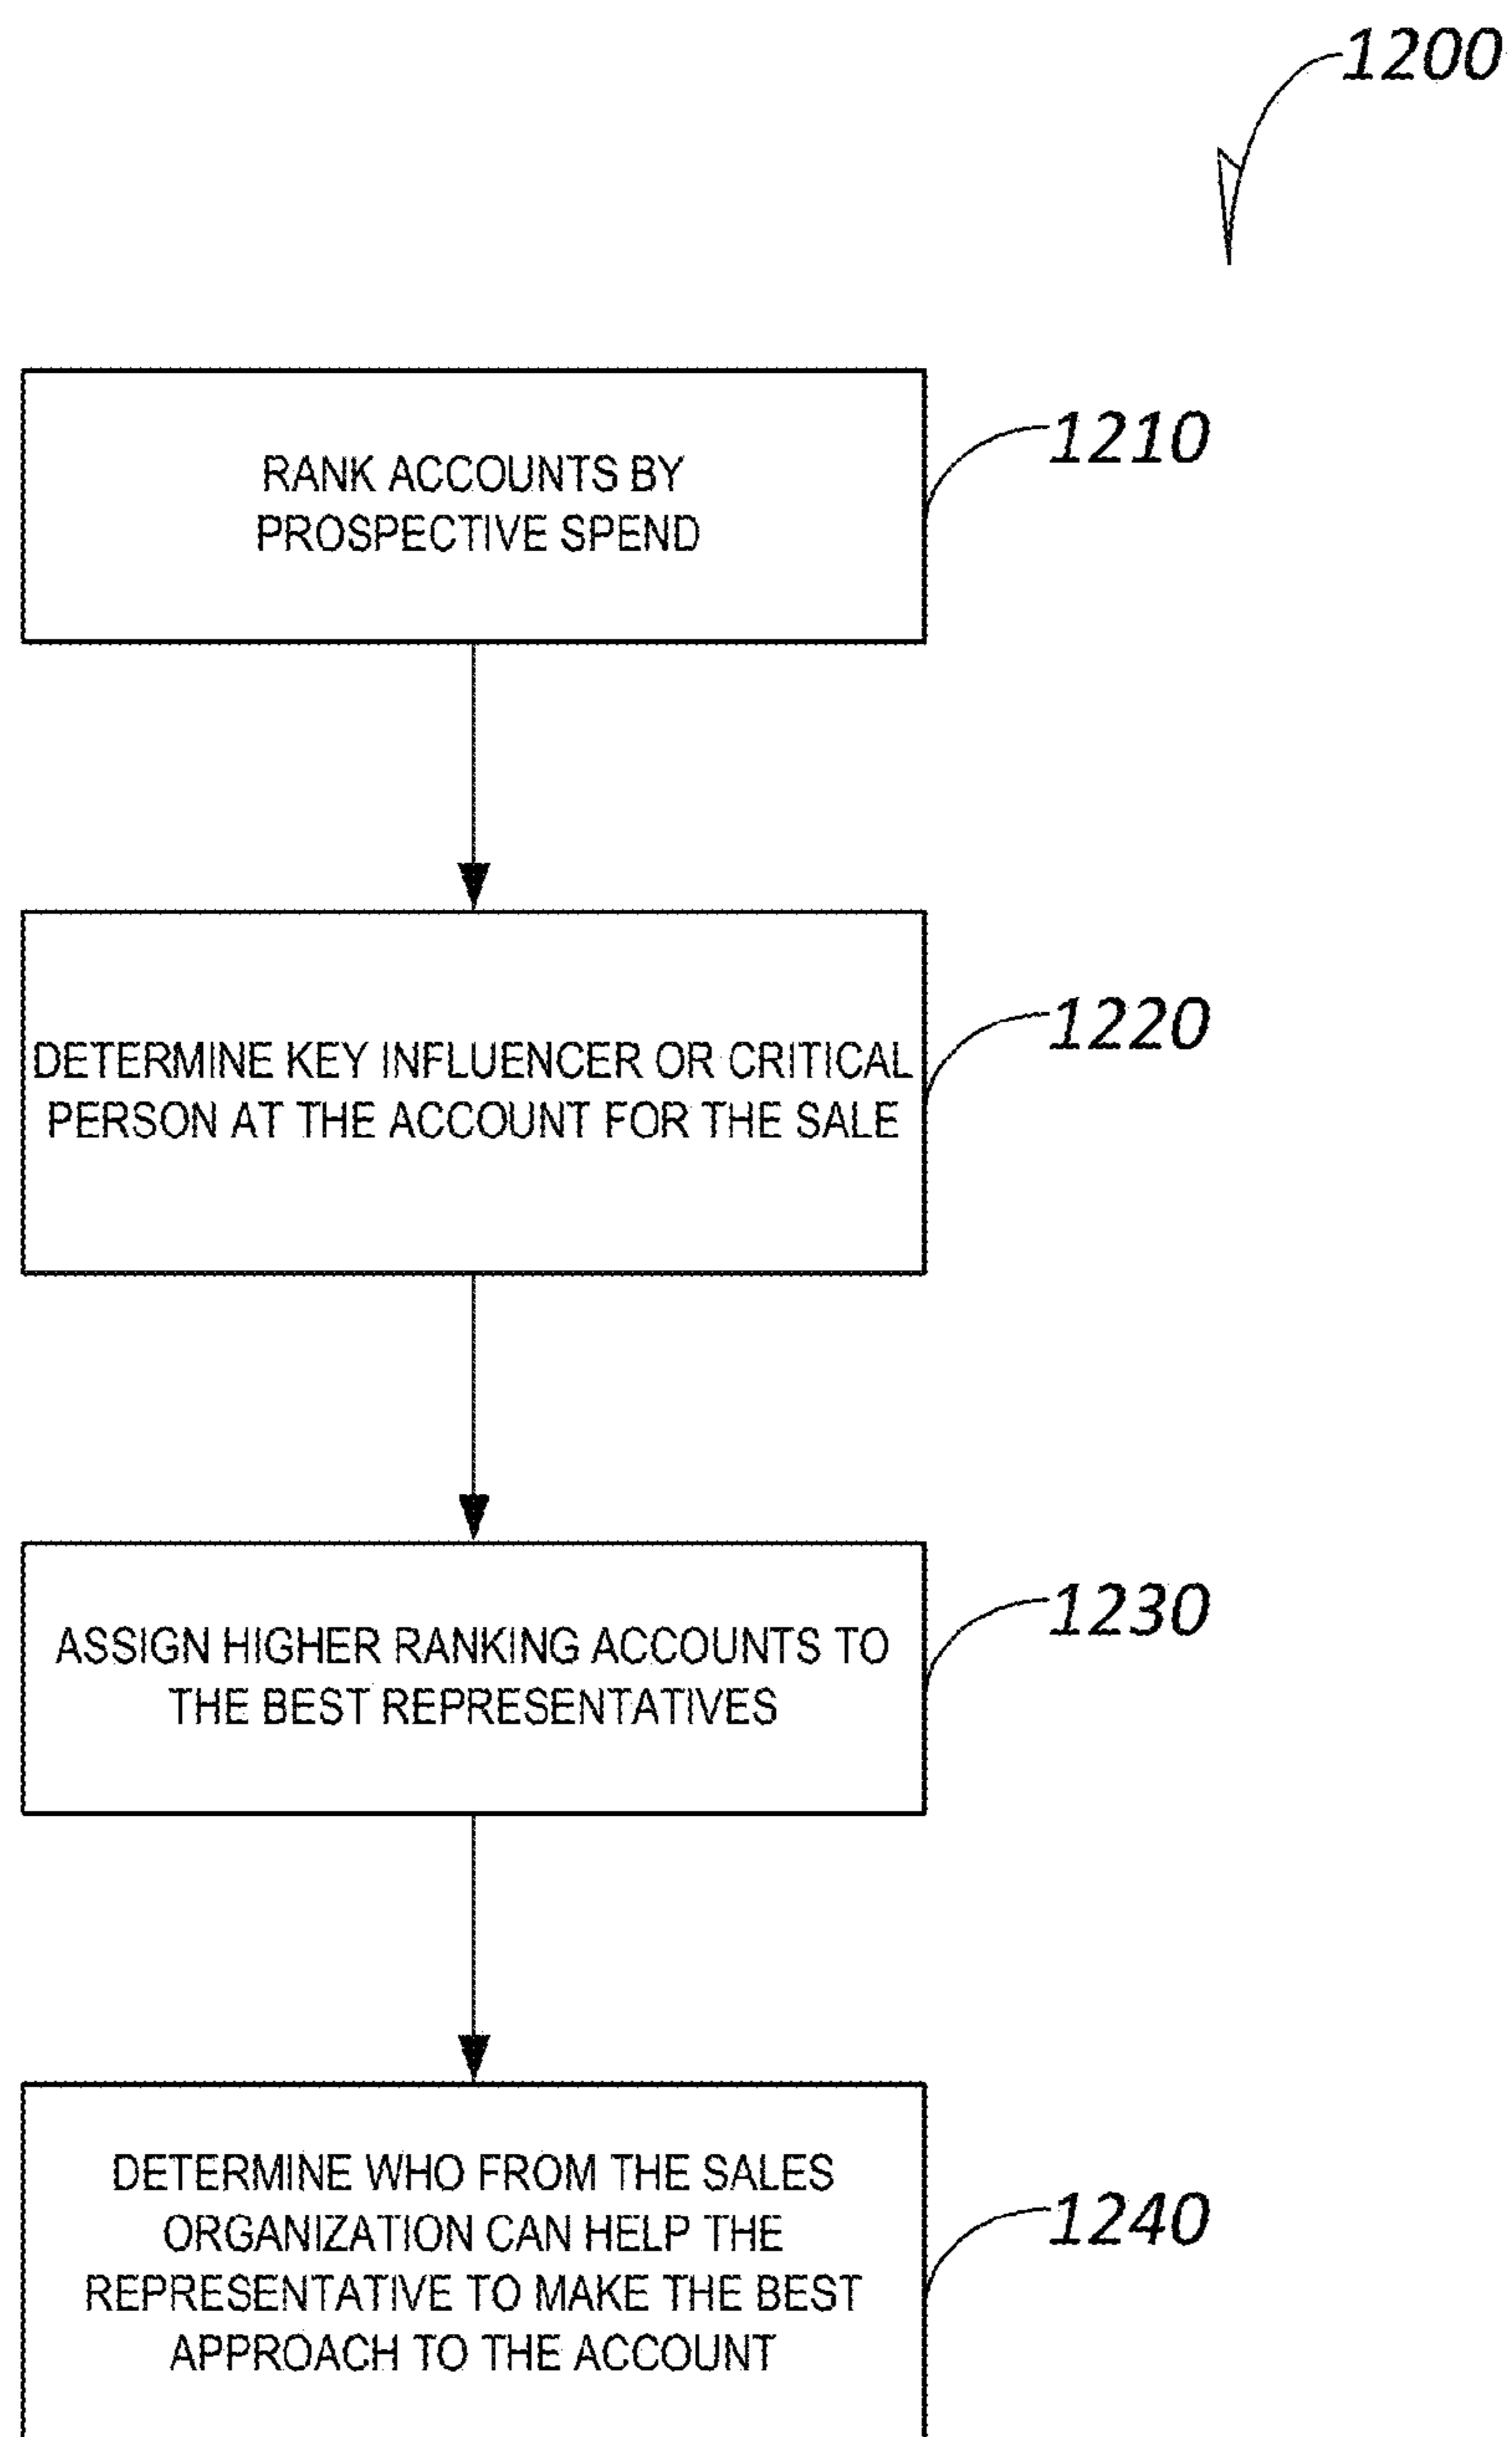 1200
RANK ACCOUNTS BY
PROSPECTIVE SPEND
1210
DETERMINE KEY INFLUENCER OR CRITICAL
PERSON AT THE ACCOUNT FOR THE SALE
1220
ASSIGN HIGHER RANKING ACCOUNTS TO
THE BEST REPRESENTATIVES
1230
DETERMINE WHO FROM THE SALES
ORGANIZATION CAN HELP THE
REPRESENTATIVE TO MAKE THE BEST
APPROACH TO THE ACCOUNT
1240